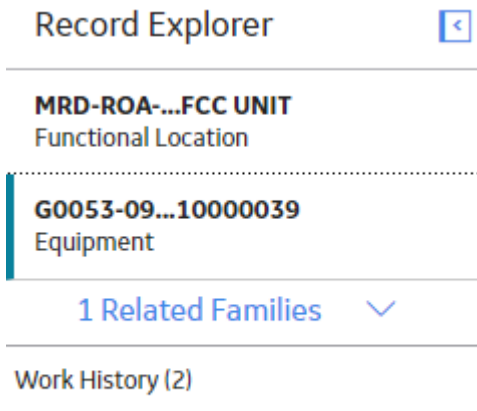 Record Explorer
MRD-ROA-...FCC UNIT
Functional Location
G0053-09...10000039
Equipment
1 Related Families
Work History (2)